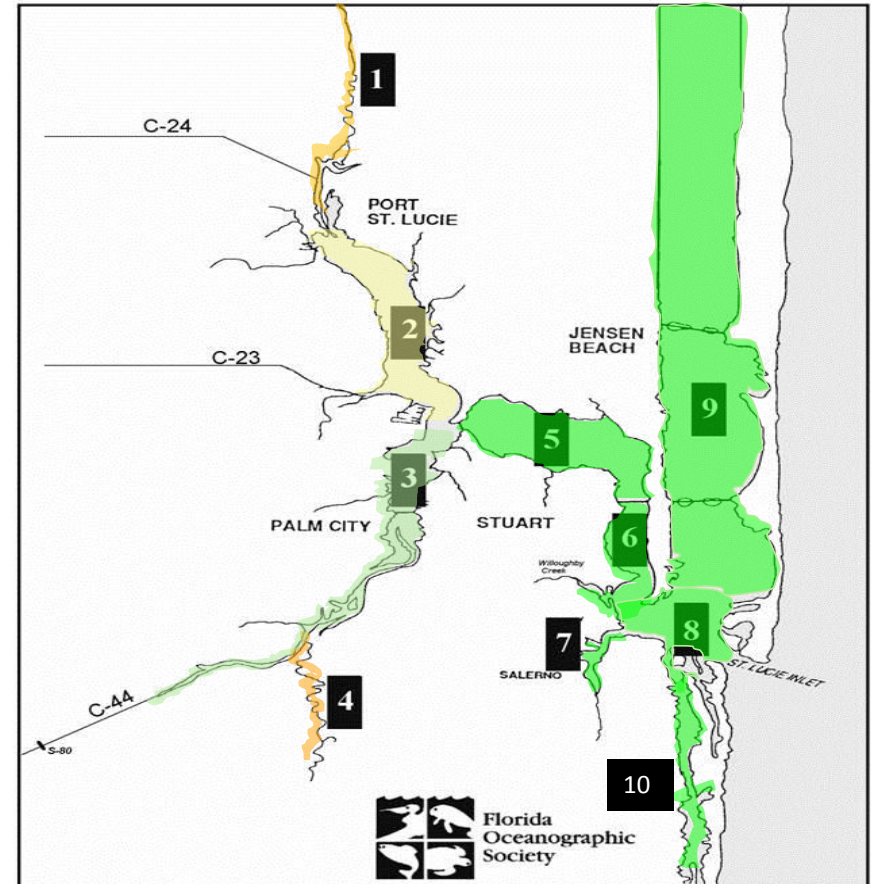 1
C-24
PORT
ST. LUCIE
2
JENSEN
BEACH
C-23
9
5
3
PALM CITY
STUART
6
Willoughby
Creek
7
8
SALERNO
ST. LUCIE INLET
4
C-44
S-80
10
Florida
Oceanographic
Society